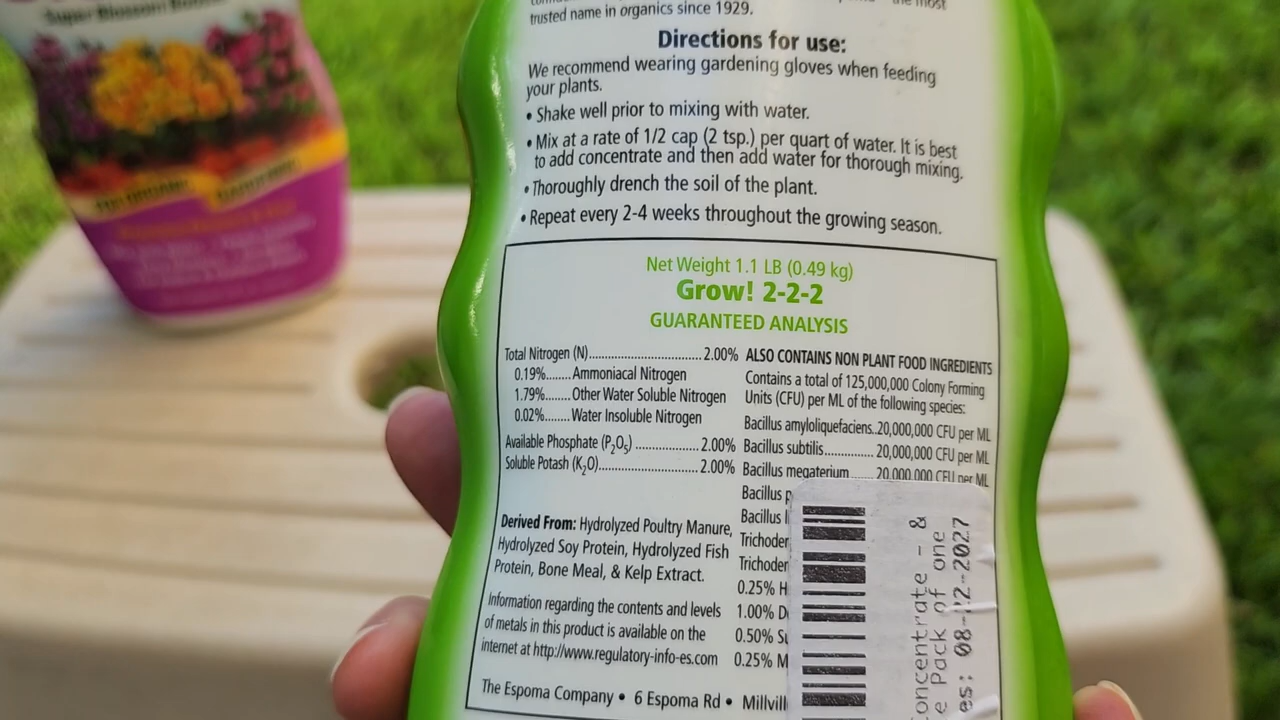 Super Blossom Booster
trusted name in organics since 1929.
Directions for use:
We recommend wearing gardening gloves when feeding
your plants.
• Shake well prior to mixing with water.
• Mix at a rate of 1/2 cap (2 tsp.) per quart of water. It is best
to add concentrate and then add water for thorough mixing.
• Thoroughly drench the soil of the plant.
• Repeat every 2-4 weeks throughout the growing season.
Net Weight 1.1 LB (0.49 kg)
Grow! 2-2-2
GUARANTEED ANALYSIS
Total Nitrogen (N)..............................2.00%
0.19%........Ammoniacal Nitrogen
1.79%........Other Water Soluble Nitrogen
0.02%........Water Insoluble Nitrogen
Available Phosphate (P₂O₅)................2.00%
Soluble Potash (K₂O)..........................2.00%
Derived From: Hydrolyzed Poultry Manure,
Hydrolyzed Soy Protein, Hydrolyzed Fish
Protein, Bone Meal, & Kelp Extract.
Information regarding the contents and levels
of metals in this product is available on the
internet at http://www.regulatory-info-es.com
ALSO CONTAINS NON PLANT FOOD INGREDIENTS
Contains a total of 125,000,000 Colony Forming
Units (CFU) per ML of the following species:
Bacillus amyloliquefaciens..20,000,000 CFU per ML
Bacillus subtilis..............20,000,000 CFU per ML
Bacillus megaterium......20,000,000 CFU per ML
Bacillus
Bacillus
0.25%
1.00%
0.50%
0.25%
The Espoma Company • 6 Espoma Rd •
Pack of one